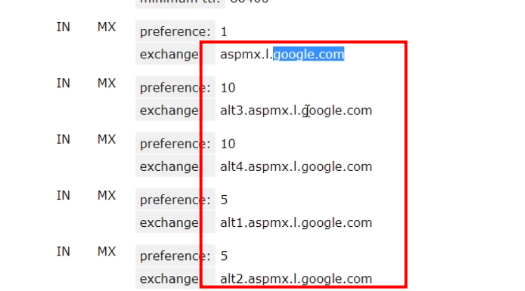 minimum ttl: 86400
IN MX preference: 1
exchange: aspmx.l.google.com
IN MX preference: 10
exchange: alt3.aspmx.l.google.com
IN MX preference: 10
exchange: alt4.aspmx.l.google.com
IN MX preference: 5
exchange: alt1.aspmx.l.google.com
IN MX preference: 5
exchange: alt2.aspmx.l.google.com